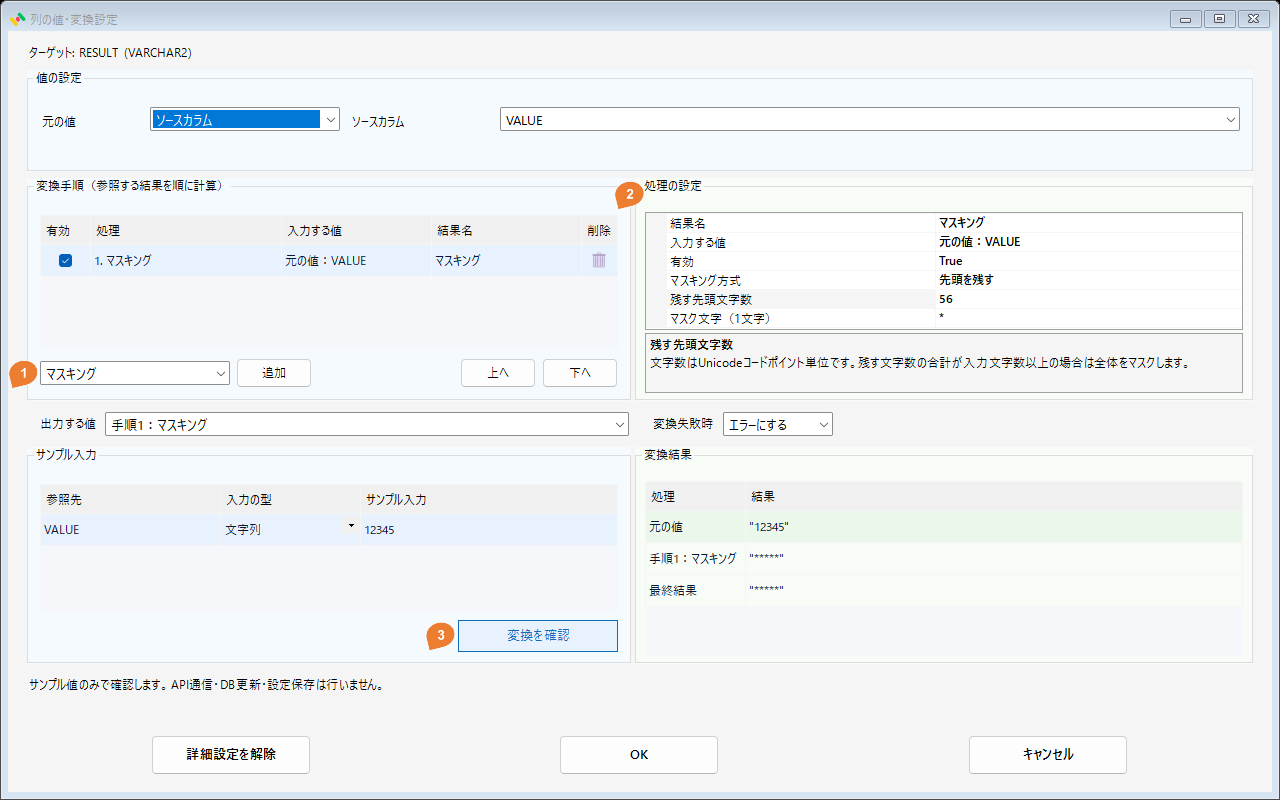 列の値・変換設定
ターゲット: RESULT (VARCHAR2)
値の設定
元の値 ソースカラム ソースカラム VALUE
変換手順（参照する結果を順に計算）
有効 処理 入力する値 結果名 削除
1. マスキング 元の値：VALUE マスキング
1 マスキング 追加 上へ 下へ
2 処理の設定
結果名 マスキング
入力する値 元の値：VALUE
有効 True
マスキング方式 先頭を残す
残す先頭文字数 56
マスク文字（1文字） *
残す先頭文字数
文字数はUnicodeコードポイント単位です。残す文字数の合計が入力文字数以上の場合は全体をマスクします。
出力する値 手順1：マスキング 変換失敗時 エラーにする
サンプル入力
参照先 入力の型 サンプル入力
VALUE 文字列 12345
3 変換を確認
変換結果
処理 結果
元の値 "12345"
手順1：マスキング "*****"
最終結果 "*****"
サンプル値のみで確認します。API通信・DB更新・設定保存は行いません。
詳細設定を解除 OK キャンセル